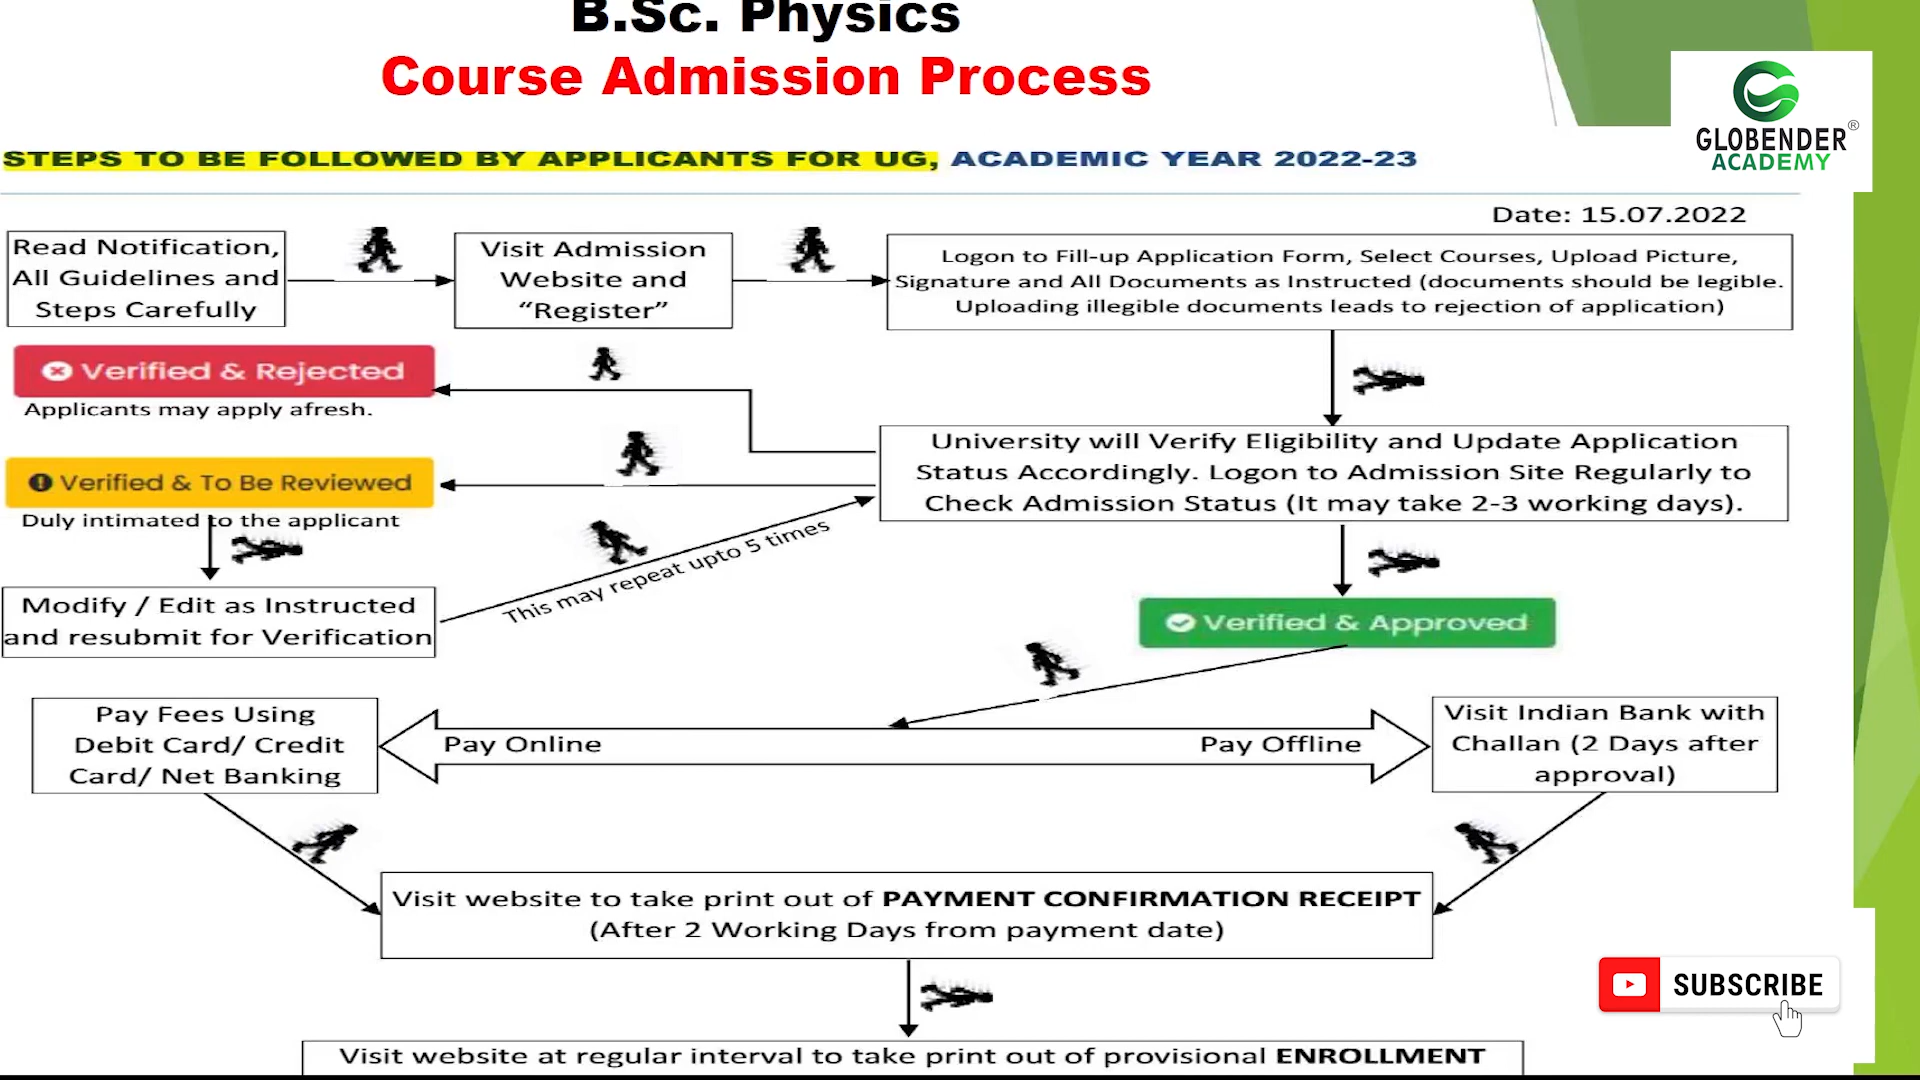 B.Sc. Physics
Course Admission Process
GLOBENDER®
ACADEMY
STEPS TO BE FOLLOWED BY APPLICANTS FOR UG, ACADEMIC YEAR 2022-23
Date: 15.07.2022
Read Notification,
All Guidelines and
Steps Carefully
Visit Admission
Website and
“Register”
Logon to Fill-up Application Form, Select Courses, Upload Picture,
Signature and All Documents as Instructed (documents should be legible.
Uploading illegible documents leads to rejection of application)
Verified & Rejected
Applicants may apply afresh.
University will Verify Eligibility and Update Application
Status Accordingly. Logon to Admission Site Regularly to
Check Admission Status (It may take 2-3 working days).
Verified & To Be Reviewed
Duly intimated to the applicant
This may repeat upto 5 times
Modify / Edit as Instructed
and resubmit for Verification
Verified & Approved
Pay Fees Using
Debit Card/ Credit
Card/ Net Banking
Pay Online
Pay Offline
Visit Indian Bank with
Challan (2 Days after
approval)
Visit website to take print out of PAYMENT CONFIRMATION RECEIPT
(After 2 Working Days from payment date)
SUBSCRIBE
Visit website at regular interval to take print out of provisional ENROLLMENT